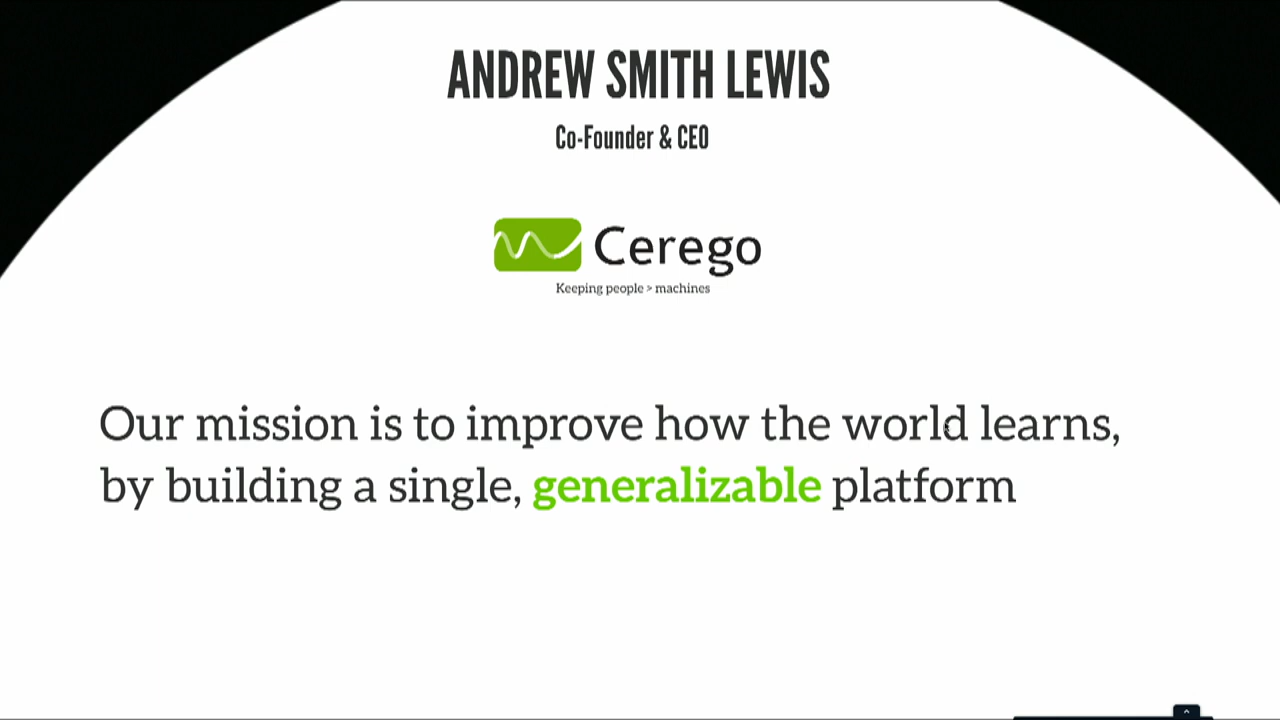 ANDREW SMITH LEWIS
Co-Founder & CEO
Cerego
Keeping people > machines
Our mission is to improve how the world learns,
by building a single, generalizable platform